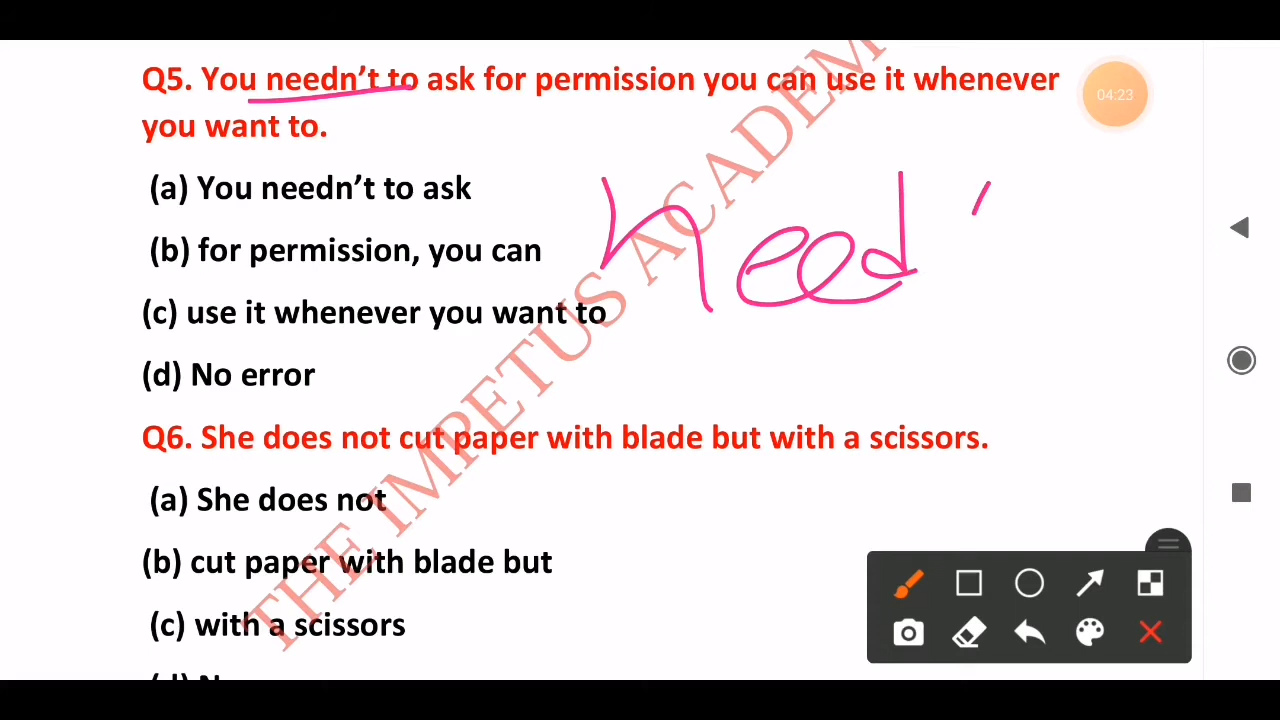 Q5. You needn’t to ask for permission you can use it whenever
you want to.
(a) You needn’t to ask
(b) for permission, you can
(c) use it whenever you want to
(d) No error
Q6. She does not cut paper with blade but with a scissors.
(a) She does not
(b) cut paper with blade but
(c) with a scissors
need '
THE IMPETUS ACADEM
04:23